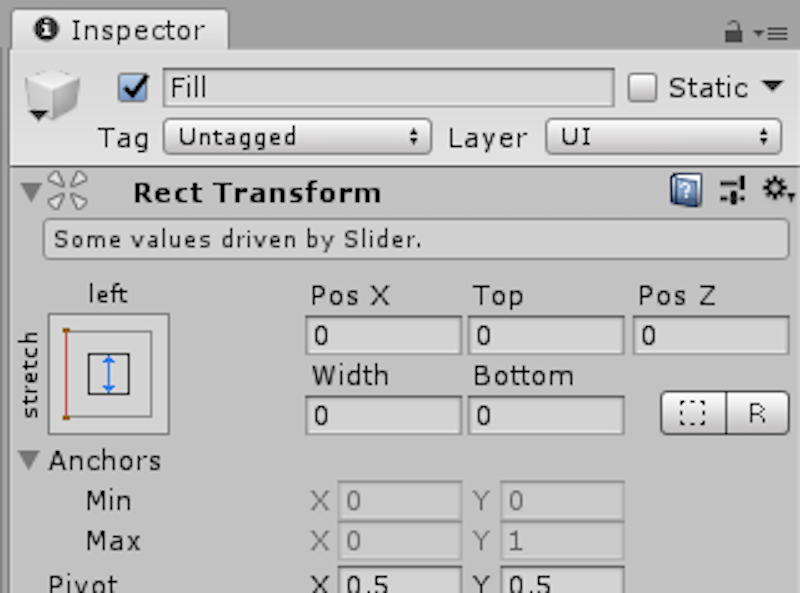 Inspector
Fill
Static
Tag Untagged Layer UI
Rect Transform
Some values driven by Slider.
left
stretch
Pos X Top Pos Z
0 0 0
Width Bottom
0 0
R
Anchors
Min X 0 Y 0
Max X 0 Y 1
Pivot X 0.5 Y 0.5